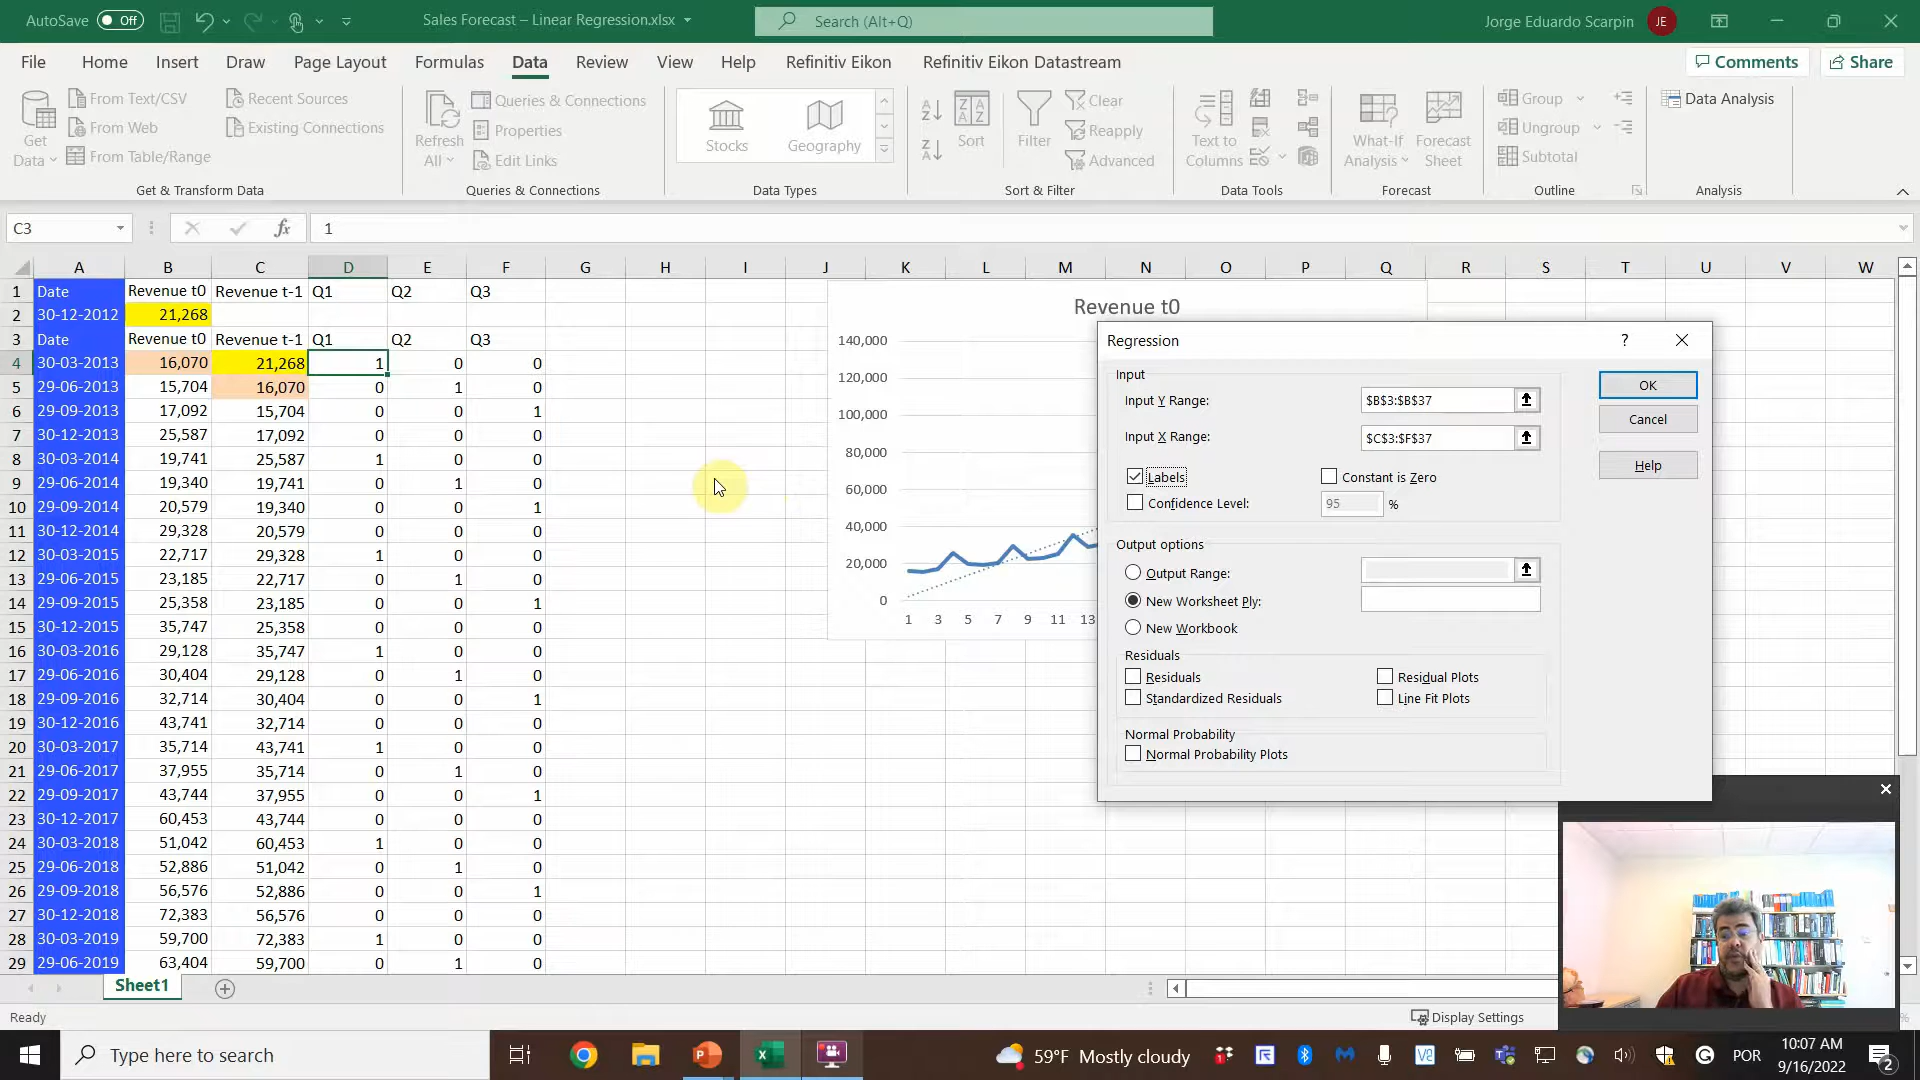 AutoSave Off
Sales Forecast – Linear Regression.xlsx
Search (Alt+Q)
Jorge Eduardo Scarpin JE
File Home Insert Draw Page Layout Formulas Data Review View Help Refinitiv Eikon Refinitiv Eikon Datastream Comments Share
Get Data
From Text/CSV
From Web
From Table/Range
Recent Sources
Existing Connections
Get & Transform Data
Refresh All
Queries & Connections
Properties
Edit Links
Queries & Connections
Stocks
Geography
Data Types
Sort
Filter
Clear
Reapply
Advanced
Sort & Filter
Text to Columns
Data Tools
What-If Analysis
Forecast Sheet
Forecast
Group
Ungroup
Subtotal
Outline
Data Analysis
Analysis
C3 fx 1
A B C D E F G H I J K L M N O P Q R S T U V W
1 Date Revenue t0 Revenue t-1 Q1 Q2 Q3
2 30-12-2012 21,268
3 Date Revenue t0 Revenue t-1 Q1 Q2 Q3
4 30-03-2013 16,070 21,268 1 0 0
5 29-06-2013 15,704 16,070 0 1 0
6 29-09-2013 17,092 15,704 0 0 1
7 30-12-2013 25,587 17,092 0 0 0
8 30-03-2014 19,741 25,587 1 0 0
9 29-06-2014 19,340 19,741 0 1 0
10 29-09-2014 20,579 19,340 0 0 1
11 30-12-2014 29,328 20,579 0 0 0
12 30-03-2015 22,717 29,328 1 0 0
13 29-06-2015 23,185 22,717 0 1 0
14 29-09-2015 25,358 23,185 0 0 1
15 30-12-2015 35,747 25,358 0 0 0
16 30-03-2016 29,128 35,747 1 0 0
17 29-06-2016 30,404 29,128 0 1 0
18 29-09-2016 32,714 30,404 0 0 1
19 30-12-2016 43,741 32,714 0 0 0
20 30-03-2017 35,714 43,741 1 0 0
21 29-06-2017 37,955 35,714 0 1 0
22 29-09-2017 43,744 37,955 0 0 1
23 30-12-2017 60,453 43,744 0 0 0
24 30-03-2018 51,042 60,453 1 0 0
25 29-06-2018 52,886 51,042 0 1 0
26 29-09-2018 56,576 52,886 0 0 1
27 30-12-2018 72,383 56,576 0 0 0
28 30-03-2019 59,700 72,383 1 0 0
29 29-06-2019 63,404 59,700 0 1 0
Revenue t0
140,000
120,000
100,000
80,000
60,000
40,000
20,000
0
1 3 5 7 9 11 13
Regression ?
Input
Input Y Range: $B$3:$B$37
Input X Range: $C$3:$F$37
Labels Constant is Zero
Confidence Level: 95 %
OK
Cancel
Help
Output options
Output Range:
New Worksheet Ply:
New Workbook
Residuals
Residuals Residual Plots
Standardized Residuals Line Fit Plots
Normal Probability
Normal Probability Plots
Sheet1
Ready
Display Settings
Type here to search
59°F Mostly cloudy
POR
10:07 AM
9/16/2022
2